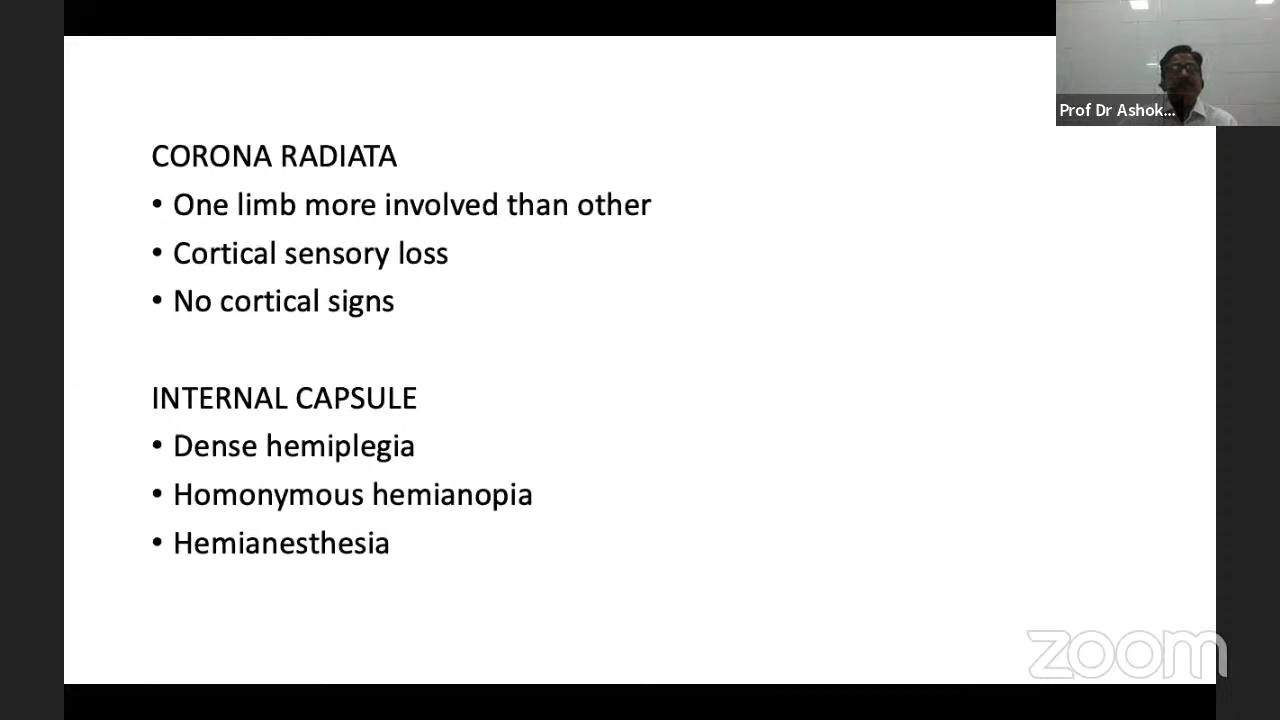 Prof Dr Ashok...
CORONA RADIATA
• One limb more involved than other
• Cortical sensory loss
• No cortical signs
INTERNAL CAPSULE
• Dense hemiplegia
• Homonymous hemianopia
• Hemianesthesia
zoom